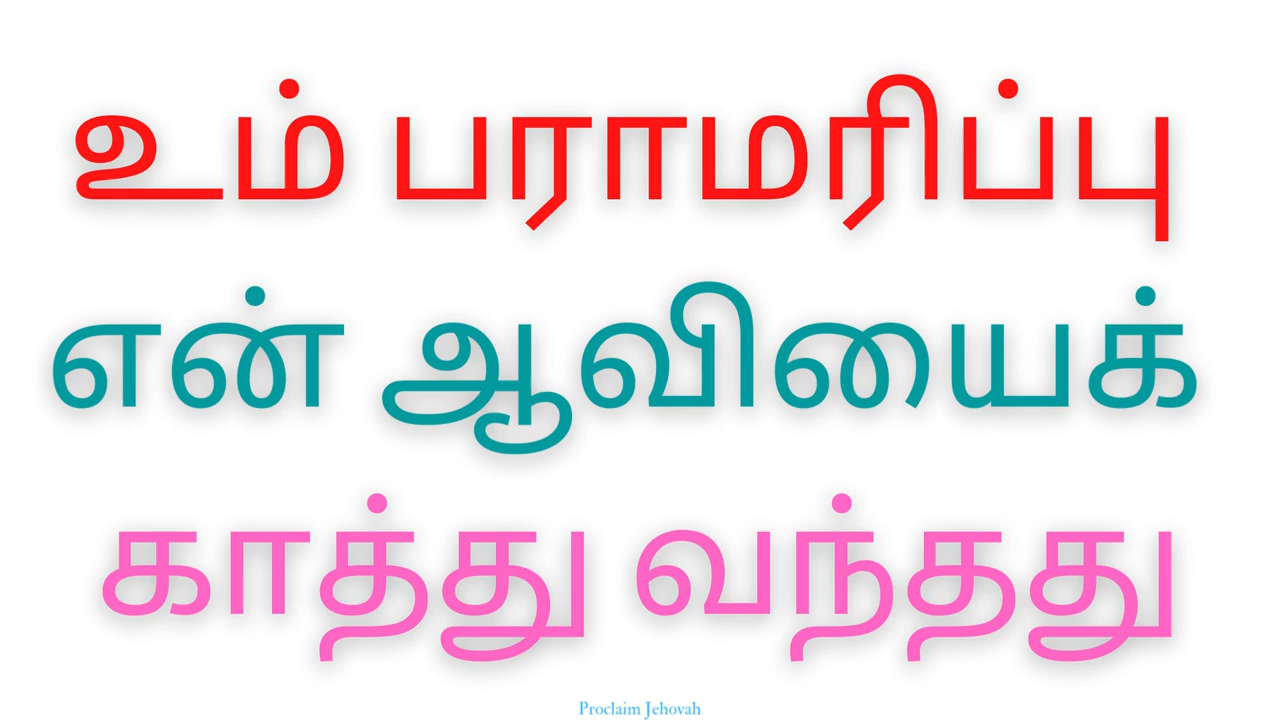 உம் பராமரிப்பு
என் ஆவியைக்
காத்து வந்தது
Proclaim Jehovah